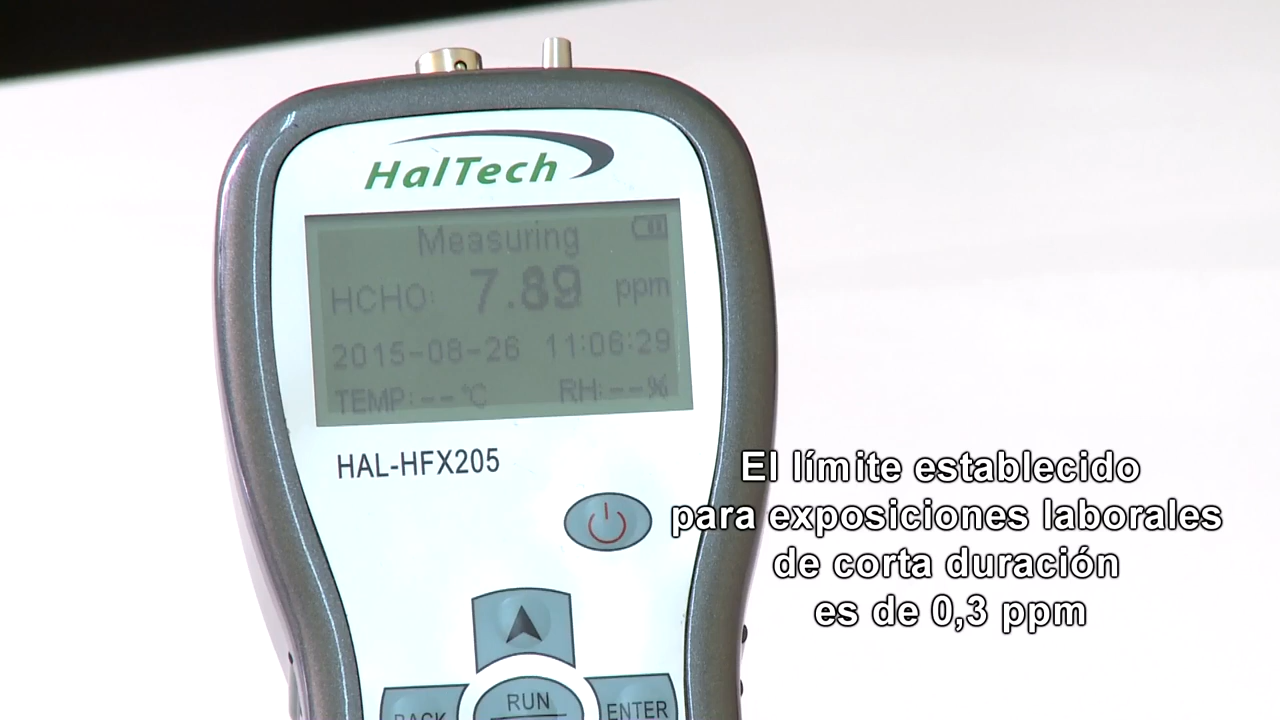 HalTech
Measuring
HCHO: 7.89 ppm
2015-08-26 11:06:29
TEMP:--°C RH:--%
HAL-HFX205
El límite establecido
para exposiciones laborales
de corta duración
es de 0,3 ppm
RUN
BACK
ENTER